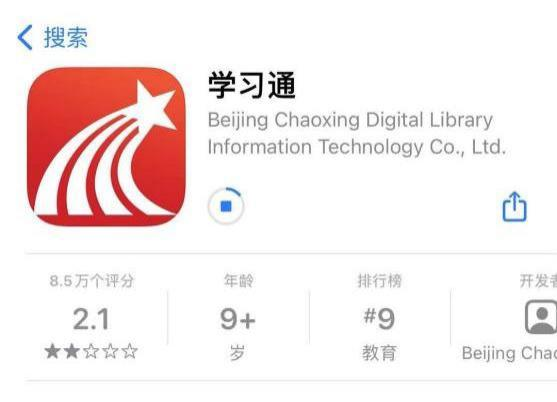 搜索
学习通
Beijing Chaoxing Digital Library
Information Technology Co., Ltd.
8.5万个评分
年龄
排行榜
开发者
2.1
9+
#9
岁
教育
Beijing Chao